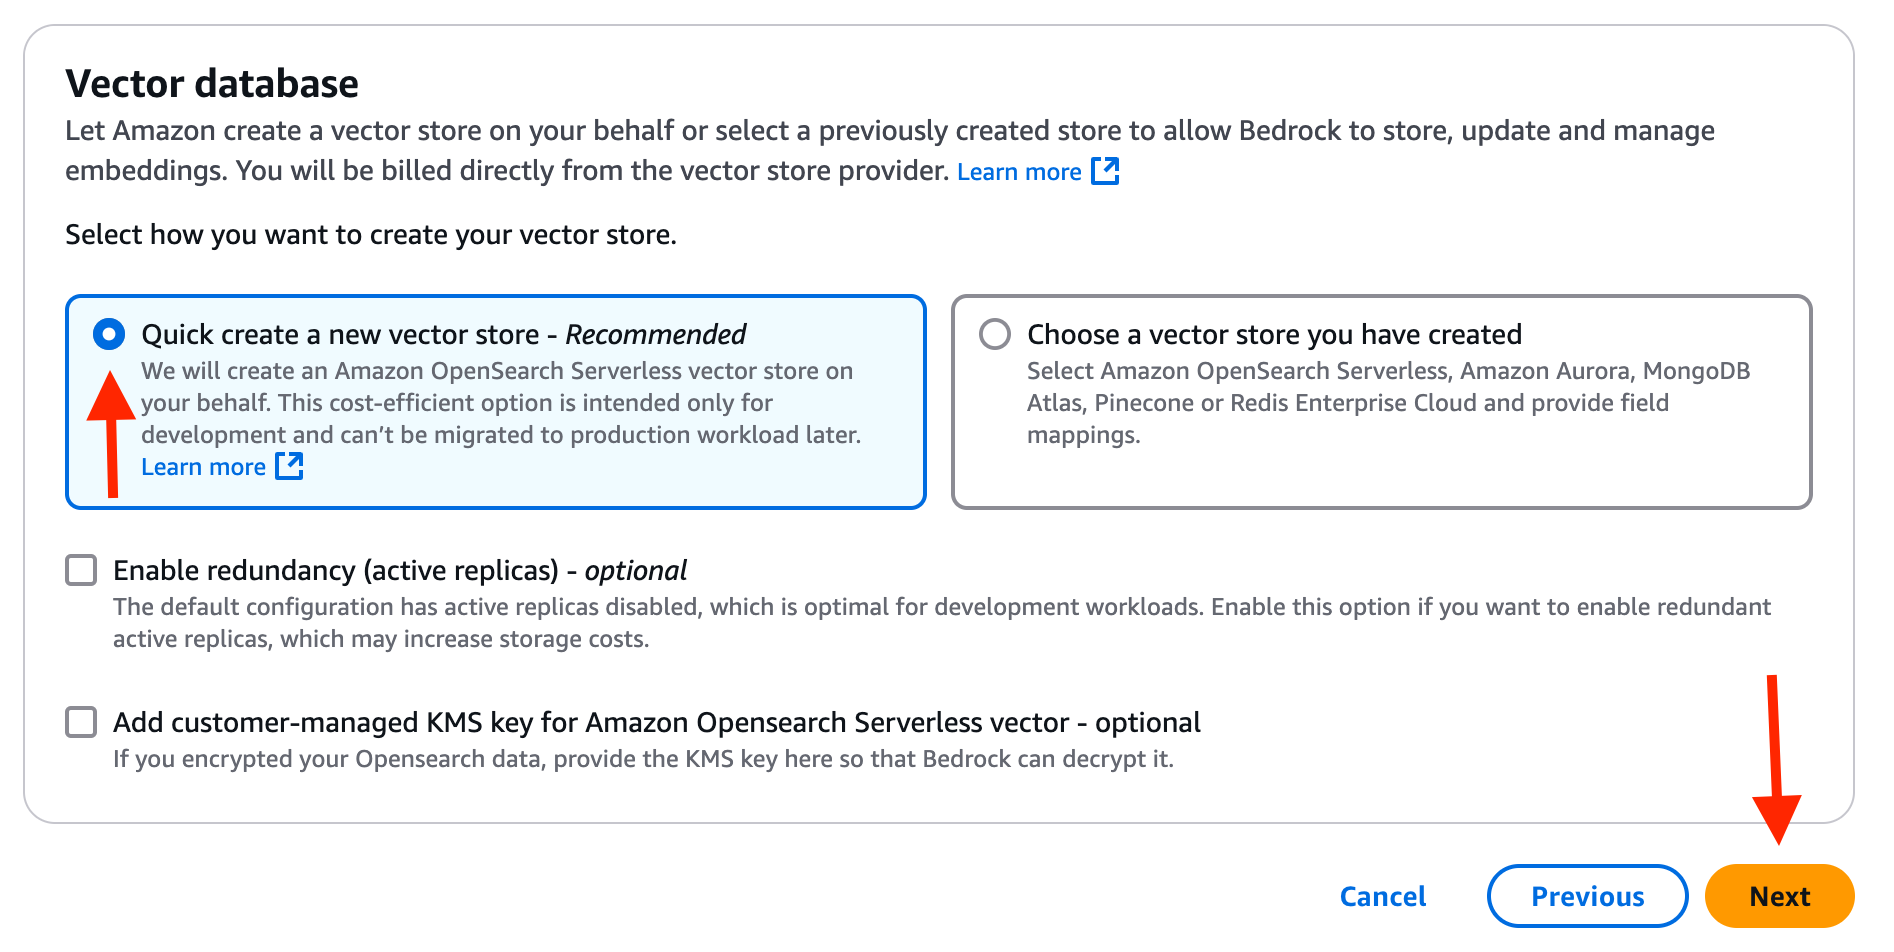 Vector database
Let Amazon create a vector store on your behalf or select a previously created store to allow Bedrock to store, update and manage
embeddings. You will be billed directly from the vector store provider. Learn more
Select how you want to create your vector store.
Quick create a new vector store - Recommended
We will create an Amazon OpenSearch Serverless vector store on
your behalf. This cost-efficient option is intended only for
development and can’t be migrated to production workload later.
Learn more
Choose a vector store you have created
Select Amazon OpenSearch Serverless, Amazon Aurora, MongoDB
Atlas, Pinecone or Redis Enterprise Cloud and provide field
mappings.
Enable redundancy (active replicas) - optional
The default configuration has active replicas disabled, which is optimal for development workloads. Enable this option if you want to enable redundant
active replicas, which may increase storage costs.
Add customer-managed KMS key for Amazon Opensearch Serverless vector - optional
If you encrypted your Opensearch data, provide the KMS key here so that Bedrock can decrypt it.
Cancel
Previous
Next